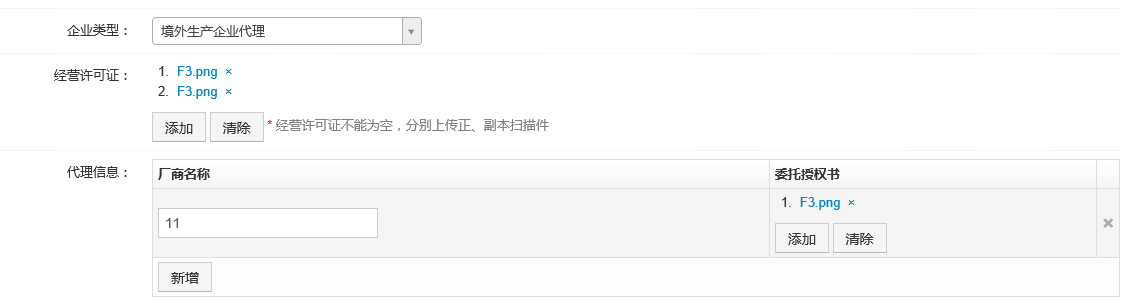 企业类型： 境外生产企业代理
经营许可证： 1. F3.png ×
2. F3.png ×
添加 清除 * 经营许可证不能为空，分别上传正、副本扫描件
代理信息： 厂商名称 委托授权书
1. F3.png ×
11
添加 清除
新增